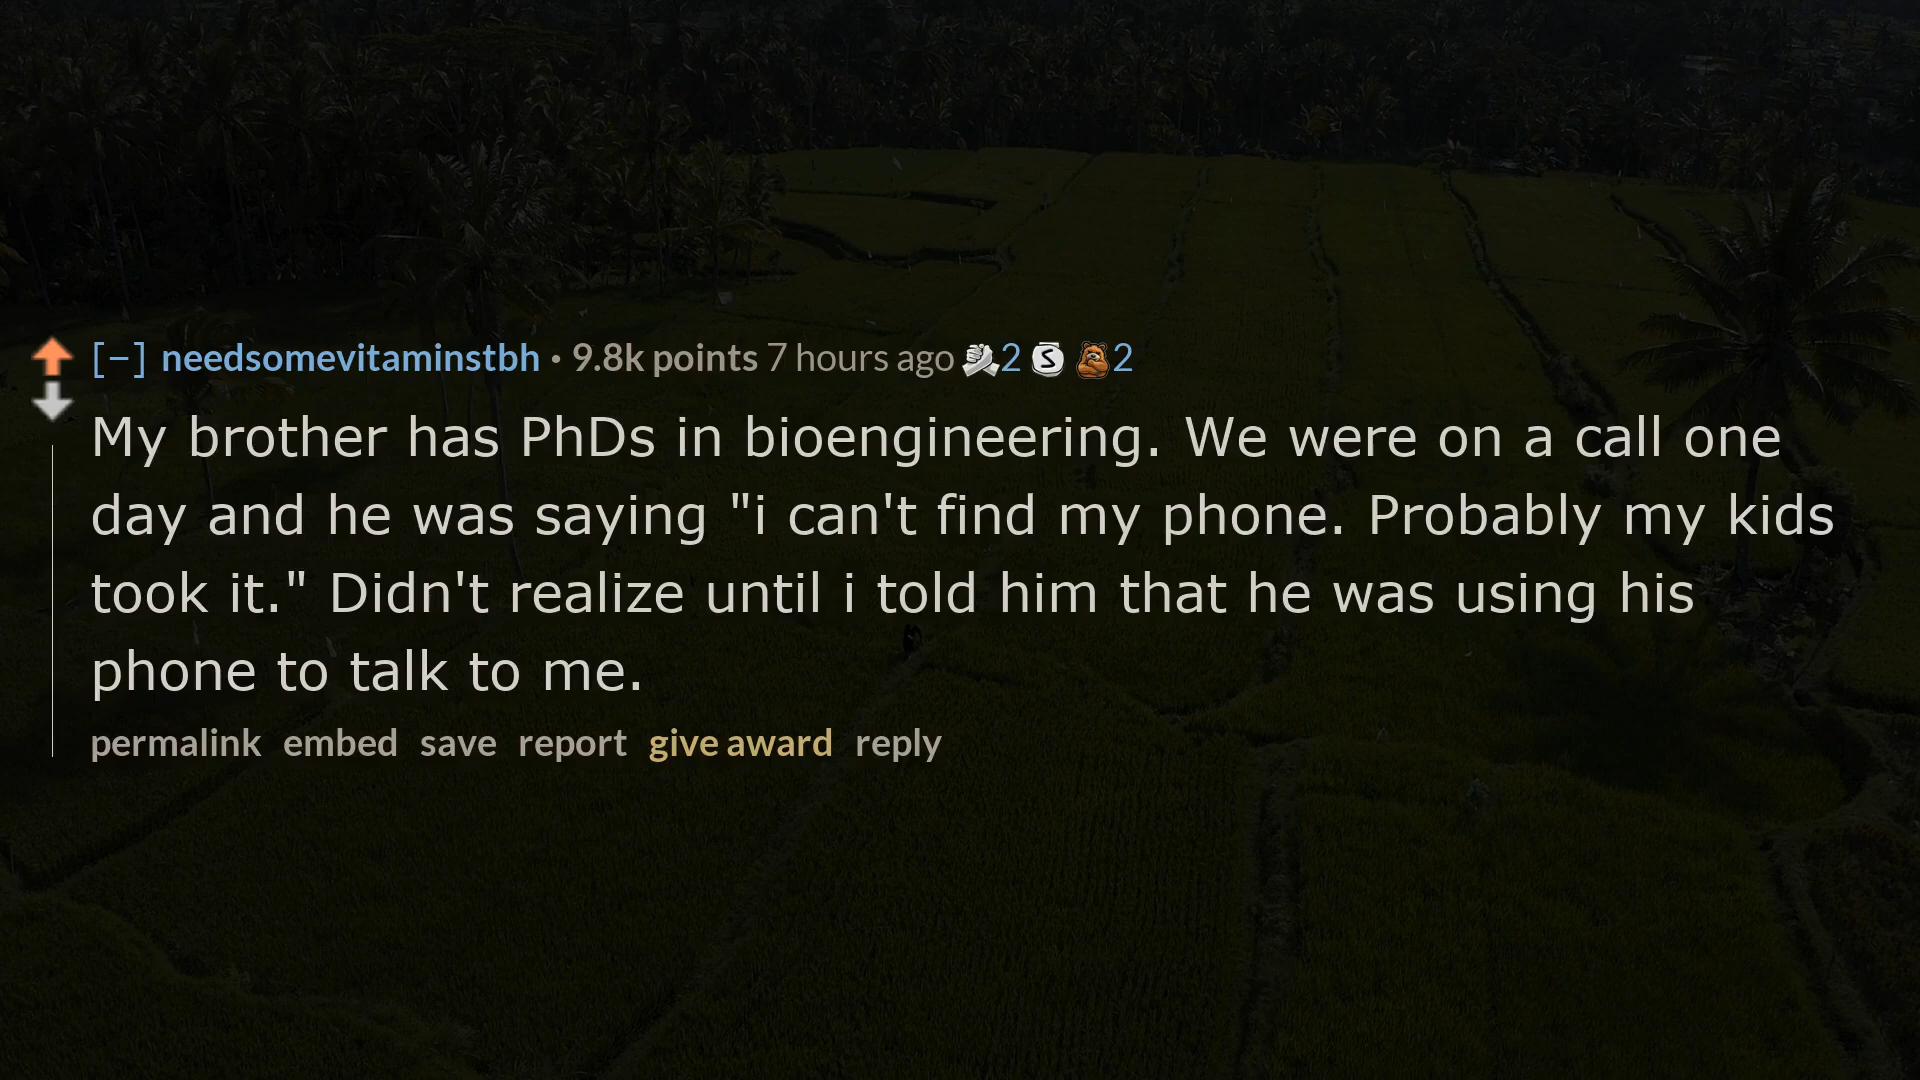 [–] needsomevitaminstbh · 9.8k points 7 hours ago 2 S 2
My brother has PhDs in bioengineering. We were on a call one
day and he was saying "i can't find my phone. Probably my kids
took it." Didn't realize until i told him that he was using his
phone to talk to me.
permalink embed save report give award reply